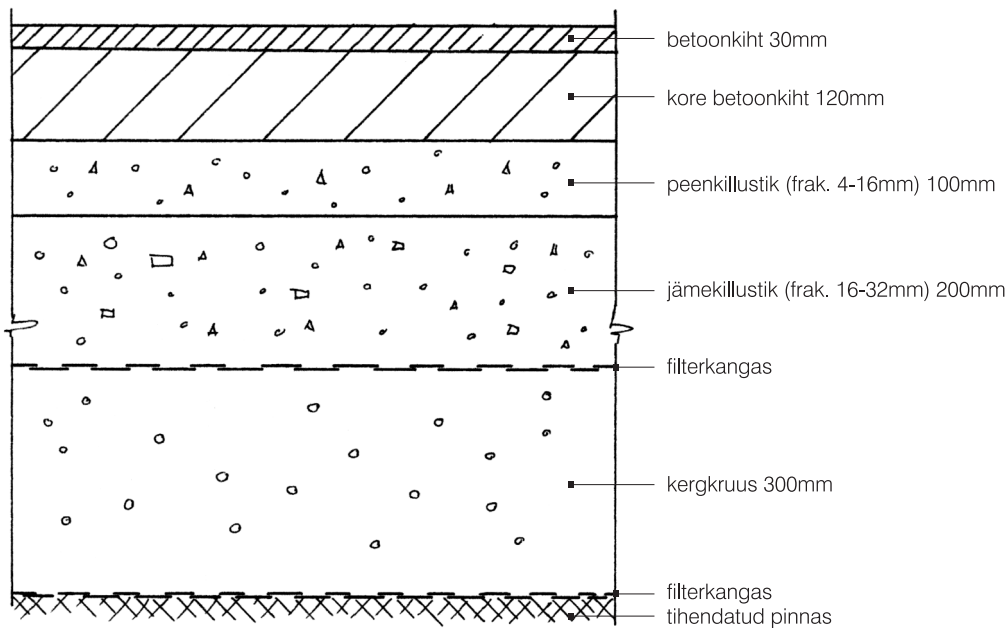 betoonkiht 30mm
kore betoonkiht 120mm
peenkillustik (frak. 4-16mm) 100mm
jämekillustik (frak. 16-32mm) 200mm
filterkangas
kergkruus 300mm
filterkangas
tihendatud pinnas